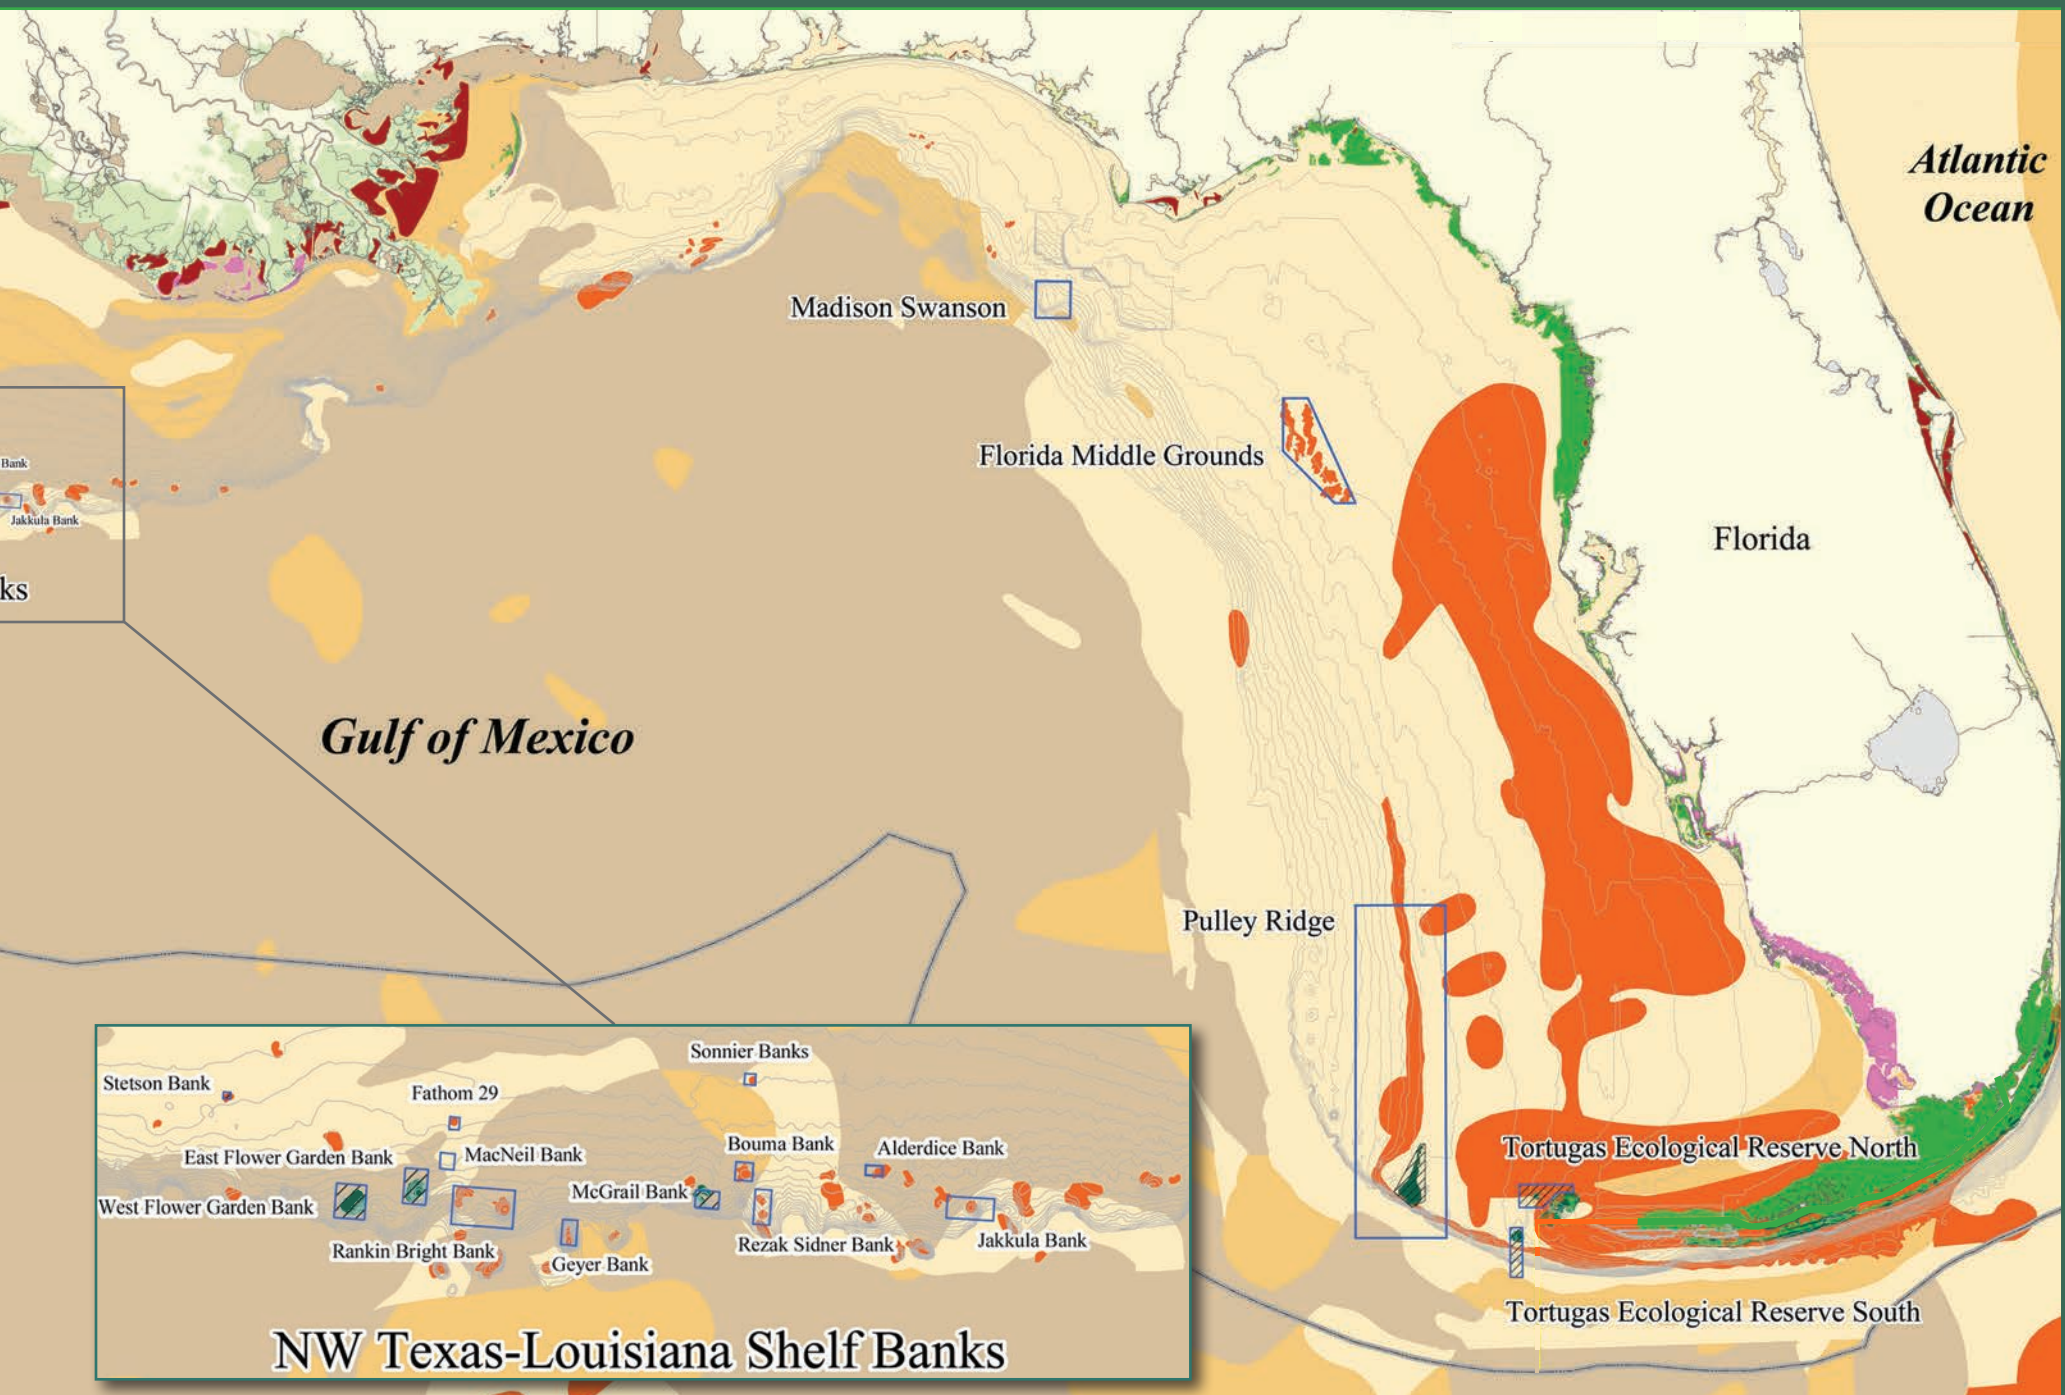 Atlantic
Ocean
Madison Swanson
Florida Middle Grounds
Bank
Jakkula Bank
Florida
ks
Gulf of Mexico
Pulley Ridge
Sonnier Banks
Stetson Bank
Fathom 29
Bouma Bank
Alderdice Bank
East Flower Garden Bank
MacNeil Bank
McGrail Bank
West Flower Garden Bank
Rankin Bright Bank
Geyer Bank
Rezak Sidner Bank
Jakkula Bank
NW Texas-Louisiana Shelf Banks
Tortugas Ecological Reserve North
Tortugas Ecological Reserve South